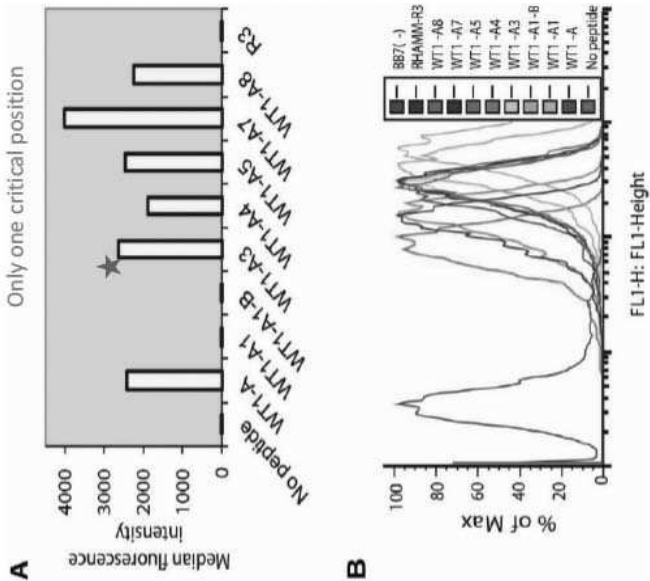 A
Only one critical position
Median fluorescence
intensity
4000
3000
2000
1000
0
No peptide
WT1-A
WT1-A1
WT1-A1-B
WT1-A3
WT1-A4
WT1-A5
WT1-A7
WT1-A8
R3
B
% of Max
100
80
60
40
20
0
FL1-H: FL1-Height
BB7(-)
RHAMM-R3
WT1-A8
WT1-A7
WT1-A5
WT1-A4
WT1-A3
WT1-A1-B
WT1-A1
WT1-A
No peptide